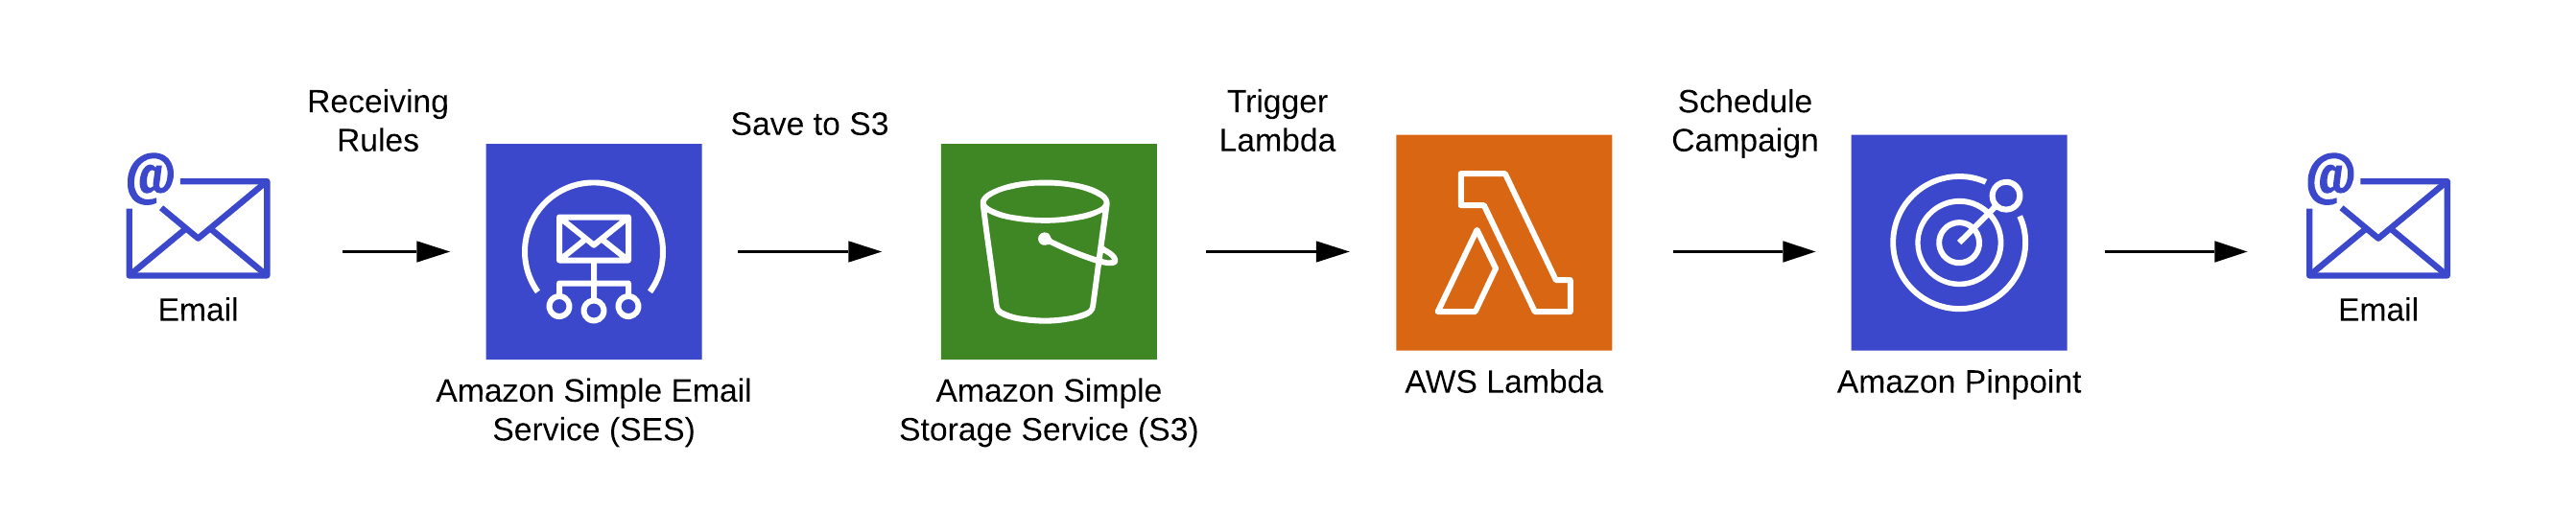 Receiving
Rules
Save to S3
Trigger
Lambda
Schedule
Campaign
@
Email
Amazon Simple Email
Service (SES)
Amazon Simple
Storage Service (S3)
AWS Lambda
Amazon Pinpoint
@
Email